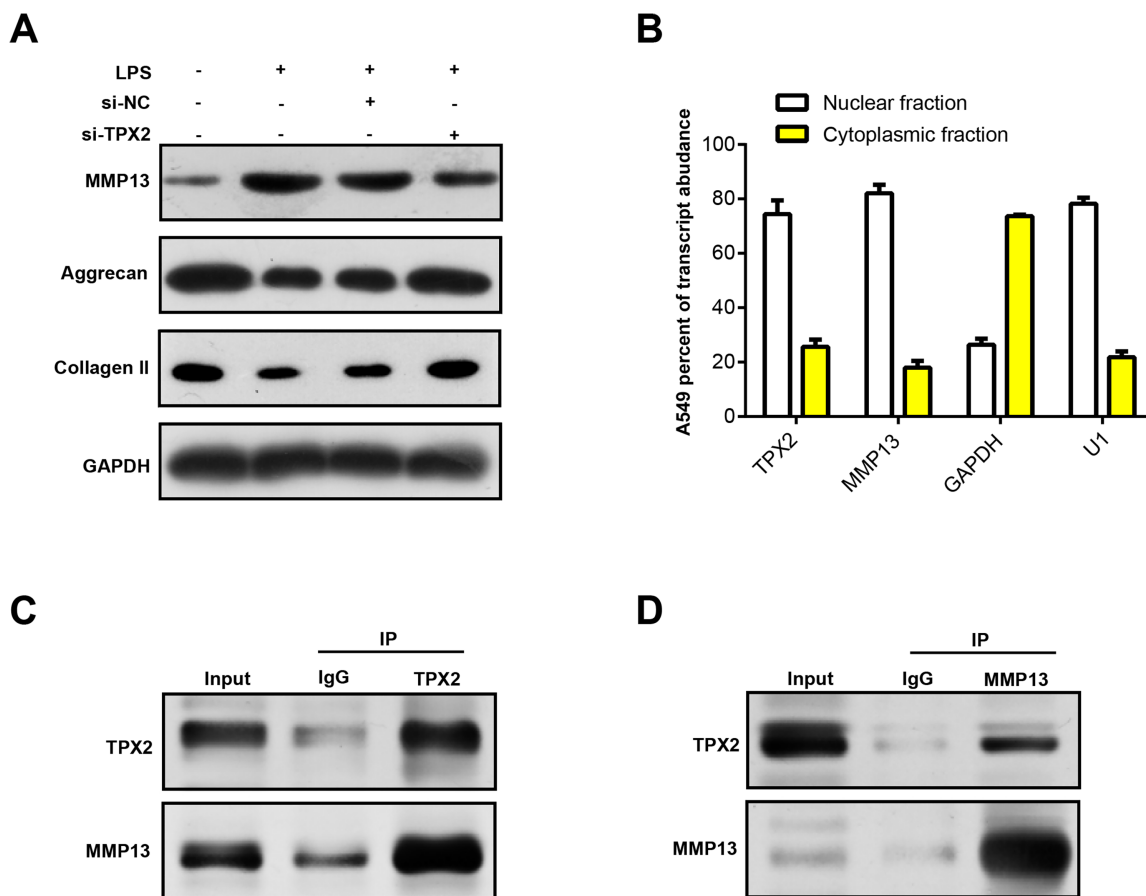 A
LPS - + + +
si-NC - - + -
si-TPX2 - - - +
MMP13
Aggrecan
Collagen II
GAPDH
B
Nuclear fraction
Cytoplasmic fraction
A549 percent of transcript abudance
100
80
60
40
20
0
TPX2 MMP13 GAPDH U1
C
IP
Input IgG TPX2
TPX2
MMP13
D
IP
Input IgG MMP13
TPX2
MMP13